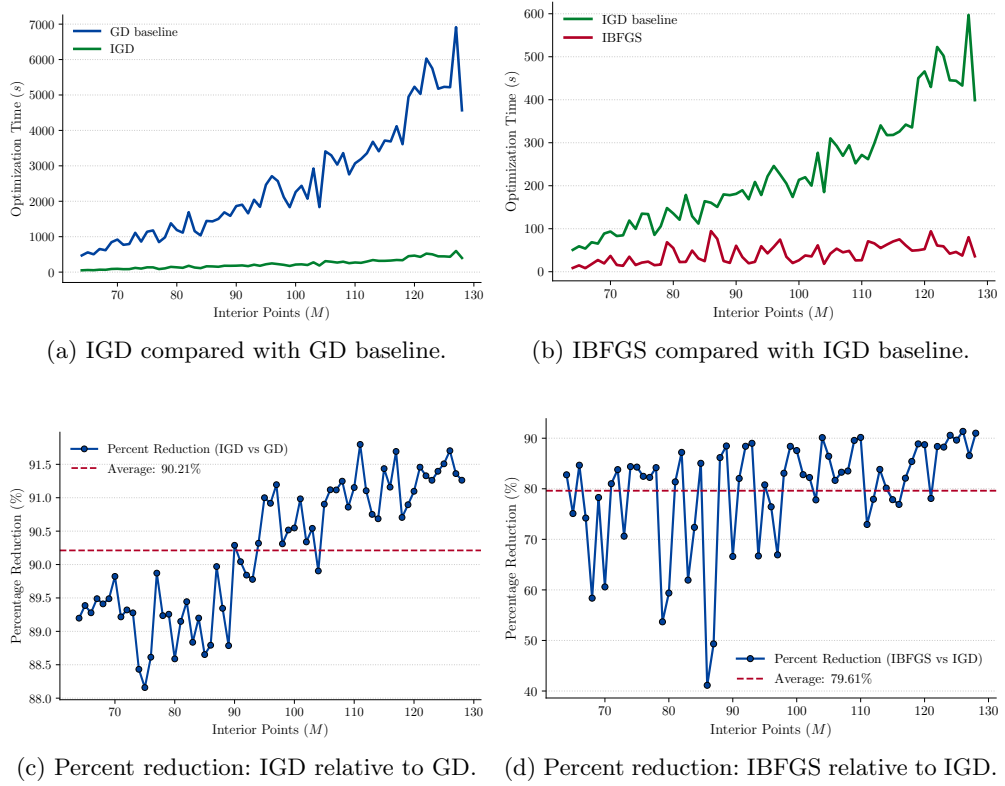 GD baseline
IGD
7000
6000
5000
4000
3000
2000
1000
0
Optimization Time (s)
70
80
90
100
110
120
130
Interior Points (M)
(a) IGD compared with GD baseline.
IGD baseline
IBFGS
600
500
400
300
200
100
0
Optimization Time (s)
70
80
90
100
110
120
130
Interior Points (M)
(b) IBFGS compared with IGD baseline.
Percent Reduction (IGD vs GD)
Average: 90.21%
91.5
91.0
90.5
90.0
89.5
89.0
88.5
88.0
Percentage Reduction (%)
70
80
90
100
110
120
130
Interior Points (M)
(c) Percent reduction: IGD relative to GD.
90
80
70
60
50
40
Percentage Reduction (%)
Percent Reduction (IBFGS vs IGD)
Average: 79.61%
70
80
90
100
110
120
130
Interior Points (M)
(d) Percent reduction: IBFGS relative to IGD.